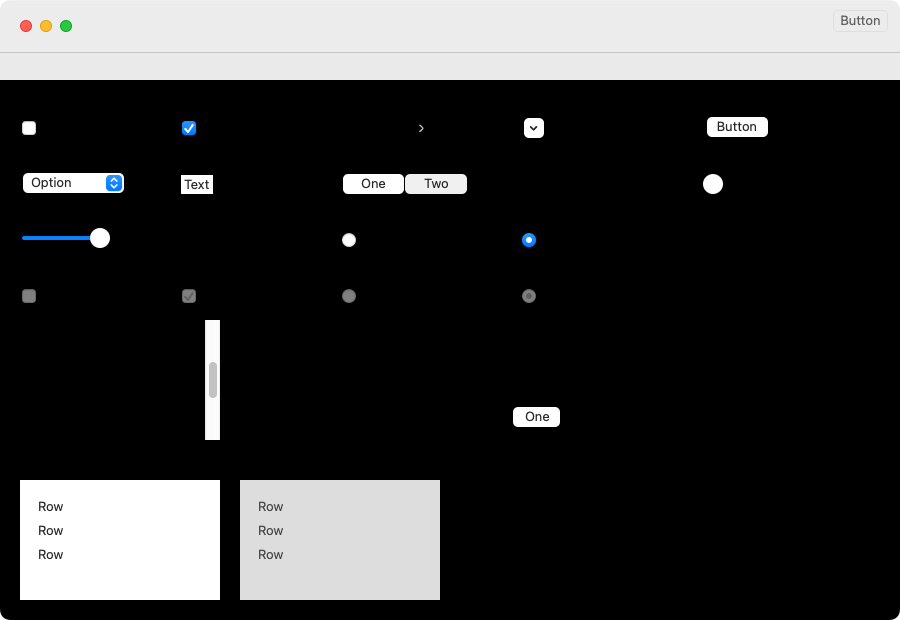 Button
Button
Option
Text
One Two
One
Row Row
Row Row
Row Row